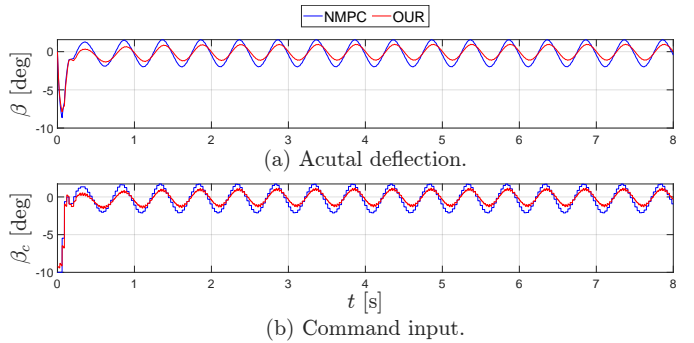 NMPC OUR
0
-5
-10
β [deg]
0 1 2 3 4 5 6 7 8
(a) Acutal deflection.
0
-5
-10
β_c [deg]
0 1 2 3 4 5 6 7 8
t [s]
(b) Command input.